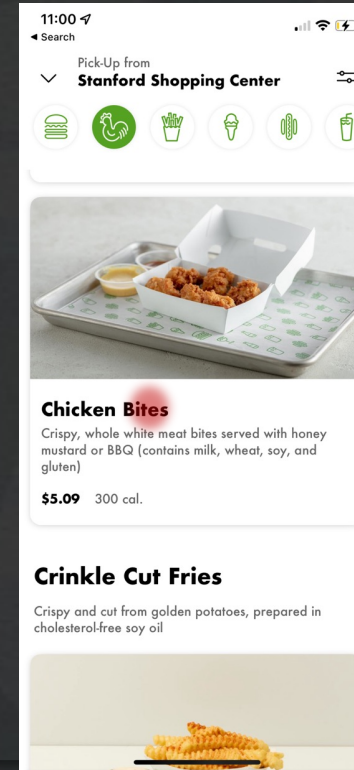 11:00
◀ Search
Pick-Up from
Stanford Shopping Center
Chicken Bites
Crispy, whole white meat bites served with honey
mustard or BBQ (contains milk, wheat, soy, and
gluten)
$5.09 300 cal.
Crinkle Cut Fries
Crispy and cut from golden potatoes, prepared in
cholesterol-free soy oil